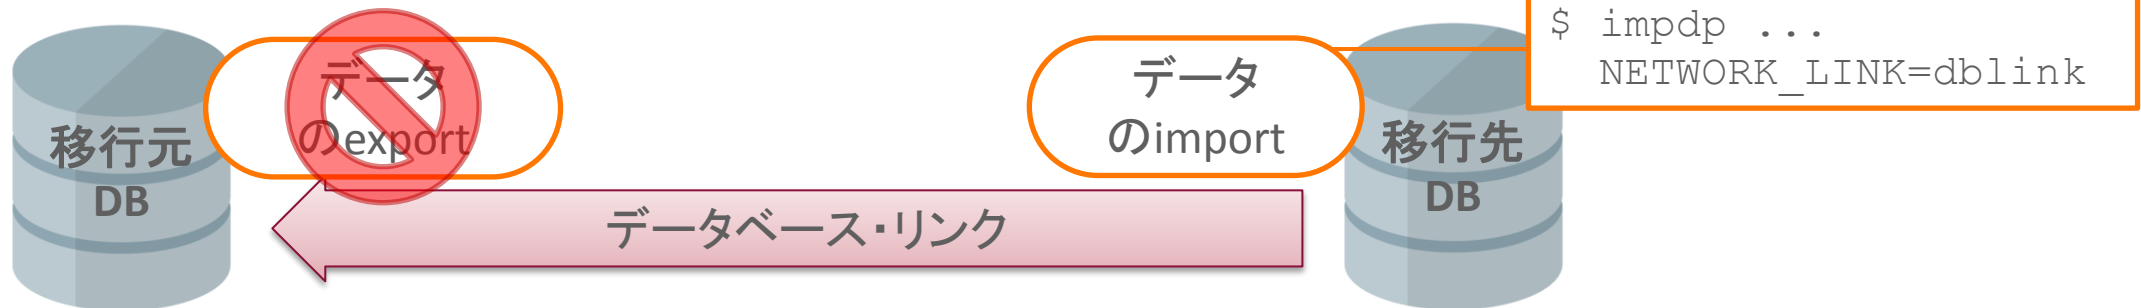 移行元
DB
データ
のexport
データベース・リンク
データ
のimport
移行先
DB
$ impdp ...
NETWORK_LINK=dblink